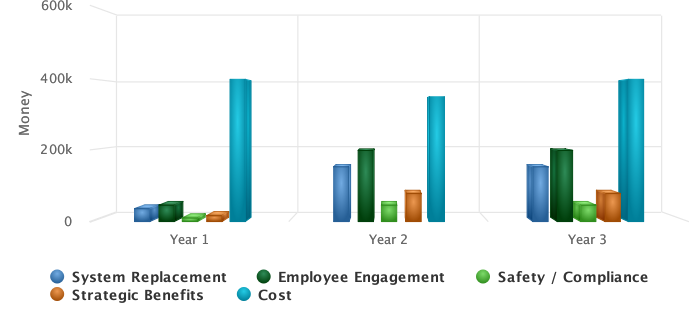 600k
400k
200k
0
Money
Year 1
Year 2
Year 3
System Replacement
Employee Engagement
Safety / Compliance
Strategic Benefits
Cost